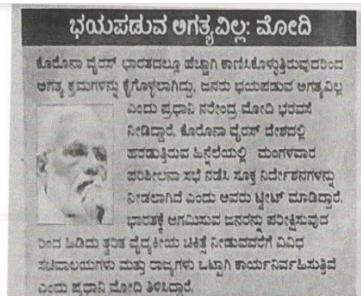 ಭಯಪಡುವ ಅಗತ್ಯವಿಲ್ಲ: ಮೋದಿ
ಕೊರೊನಾ ವೈರಸ್ ಭಾರತದಲ್ಲೂ ಹೆಚ್ಚಾಗಿ ಕಾಣಿಸಿಕೊಳ್ಳುತ್ತಿರುವುದರಿಂದ
ಅಗತ್ಯ ಕ್ರಮಗಳನ್ನು ಕೈಗೊಳ್ಳಲಾಗಿದ್ದು, ಜನರು ಭಯಪಡುವ ಅಗತ್ಯವಿಲ್ಲ
ಎಂದು ಪ್ರಧಾನಿ ನರೇಂದ್ರ ಮೋದಿ ಭರವಸೆ
ನೀಡಿದ್ದಾರೆ. ಕೊರೊನಾ ವೈರಸ್ ದೇಶದಲ್ಲಿ
ಹರಡುತ್ತಿರುವ ಹಿನ್ನೆಲೆಯಲ್ಲಿ ಮಂಗಳವಾರ
ಪರಿಶೀಲನಾ ಸಭೆ ನಡೆಸಿ ಸೂಕ್ತ ನಿರ್ದೇಶನಗಳನ್ನು
ನೀಡಲಾಗಿದೆ ಎಂದು ಅವರು ಟ್ವೀಟ್ ಮಾಡಿದ್ದಾರೆ.
ಭಾರತಕ್ಕೆ ಆಗಮಿಸುವ ಜನರನ್ನು ಪರೀಕ್ಷಿಸುವುದ
ರಿಂದ ಹಿಡಿದು ತ್ವರಿತ ವೈದ್ಯಕೀಯ ಚಿಕಿತ್ಸೆ ನೀಡುವವರೆಗೆ ವಿವಿಧ
ಸಚಿವಾಲಯಗಳು ಮತ್ತು ರಾಜ್ಯಗಳು ಒಟ್ಟಾಗಿ ಕಾರ್ಯನಿರ್ವಹಿಸುತ್ತಿವೆ
ಎಂದು ಪ್ರಧಾನಿ ಮೋದಿ ತಿಳಿಸಿದ್ದಾರೆ.